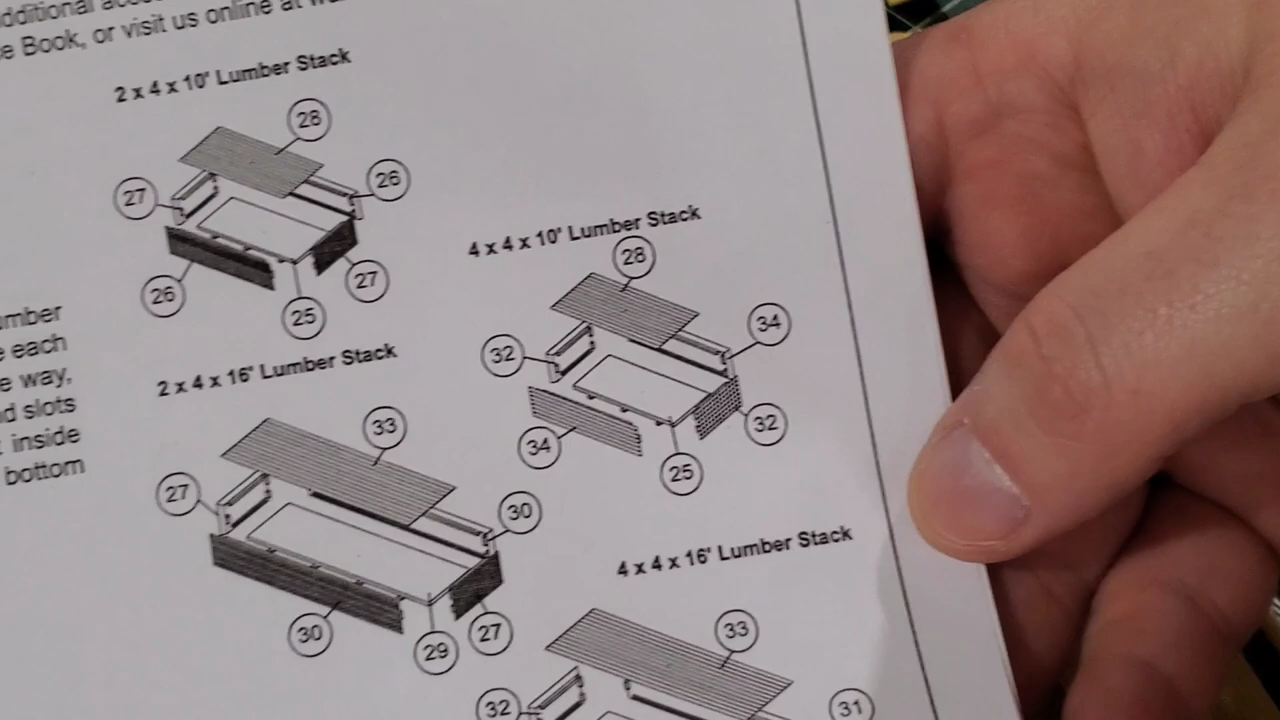 additional
e Book, or visit us online at
2 x 4 x 10' Lumber Stack
28
27
26
26
27
25
4 x 4 x 10' Lumber Stack
28
34
32
34
32
25
umber
e each
e way,
d slots
inside
bottom
2 x 4 x 16' Lumber Stack
33
27
30
30
29
27
4 x 4 x 16' Lumber Stack
33
32
31